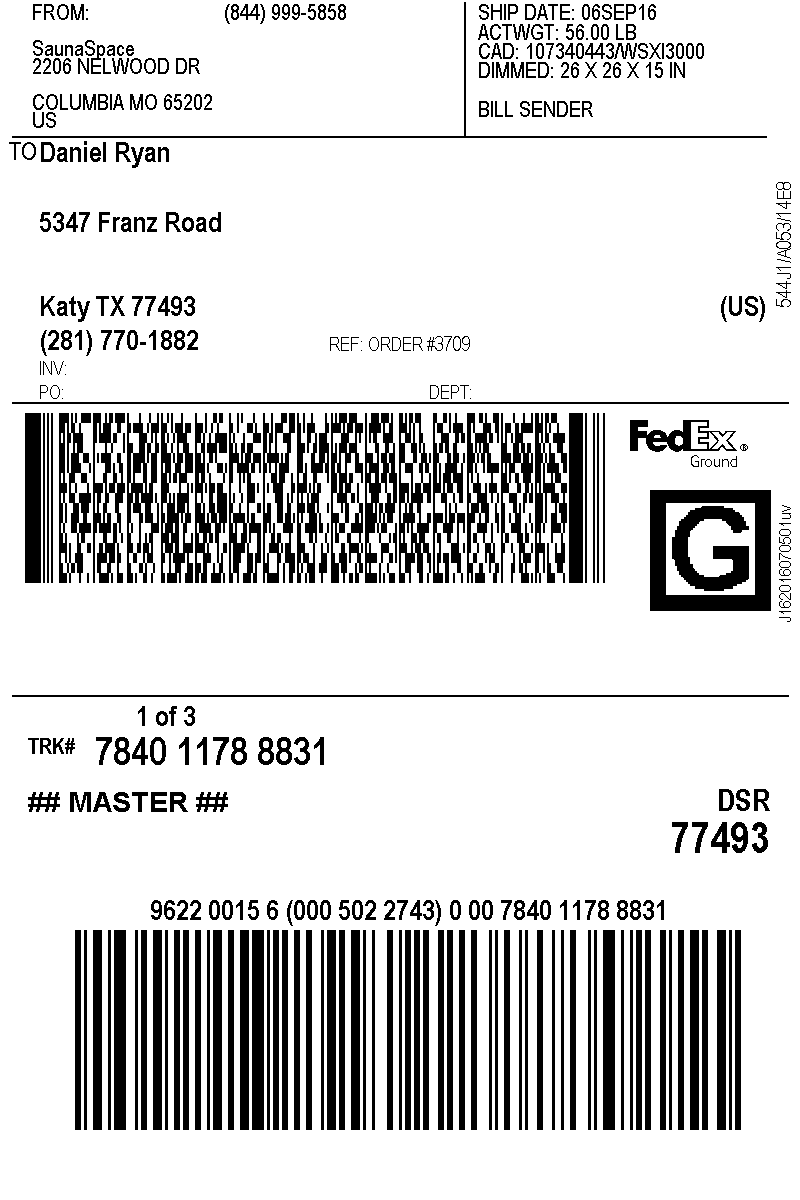 FROM: (844) 999-5858
SaunaSpace
2206 NELWOOD DR
COLUMBIA MO 65202
US
SHIP DATE: 06SEP16
ACTWGT: 56.00 LB
CAD: 107340443/WSXI3000
DIMMED: 26 X 26 X 15 IN
BILL SENDER
TO Daniel Ryan
5347 Franz Road
Katy TX 77493 (US)
(281) 770-1882 REF: ORDER #3709
INV:
PO: DEPT:
544J1/A053/14E8
FedEx®
Ground
G
J162016070501uv
1 of 3
TRK# 7840 1178 8831
## MASTER ## DSR
77493
9622 0015 6 (000 502 2743) 0 00 7840 1178 8831